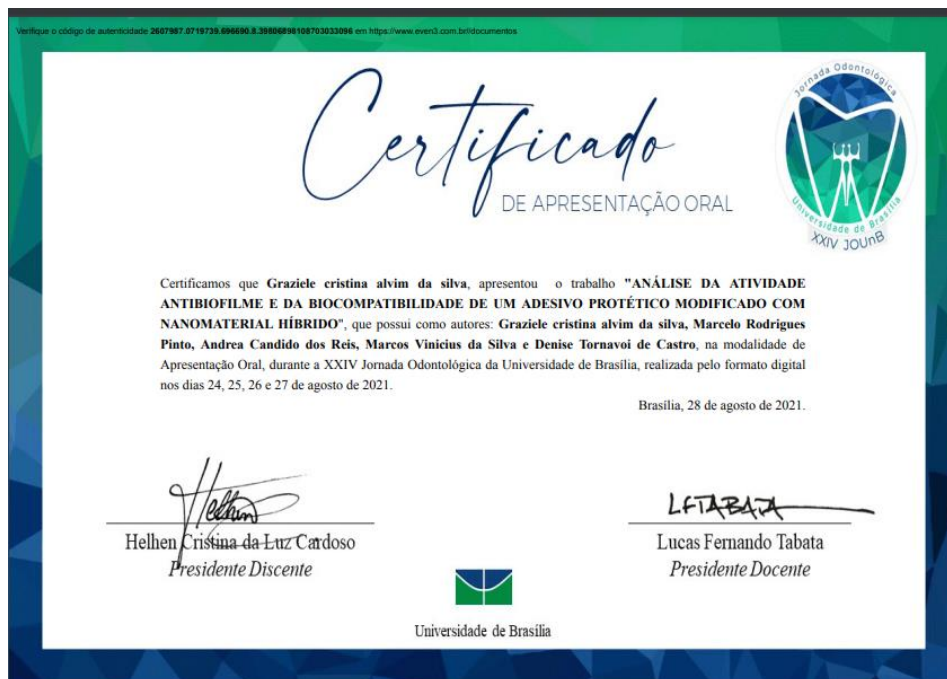 Verifique o código de autenticidade 2607987.0719739.696690.8.39806898108703033096 em https://www.even3.com.br/documentos
Certificado
DE APRESENTAÇÃO ORAL
Jornada Odontológica
Universidade de Brasília
XXIV JOUnB
Certificamos que Graziele cristina alvim da silva, apresentou o trabalho "ANÁLISE DA ATIVIDADE
ANTIBIOFILME E DA BIOCOMPATIBILIDADE DE UM ADESIVO PROTÉTICO MODIFICADO COM
NANOMATERIAL HÍBRIDO", que possui como autores: Graziele cristina alvim da silva, Marcelo Rodrigues
Pinto, Andrea Candido dos Reis, Marcos Vinicius da Silva e Denise Tornavoi de Castro, na modalidade de
Apresentação Oral, durante a XXIV Jornada Odontológica da Universidade de Brasília, realizada pelo formato digital
nos dias 24, 25, 26 e 27 de agosto de 2021.
Brasília, 28 de agosto de 2021.
Helhen
LFTABATA
Helhen Cristina da Luz Cardoso
Presidente Discente
Lucas Fernando Tabata
Presidente Docente
Universidade de Brasília